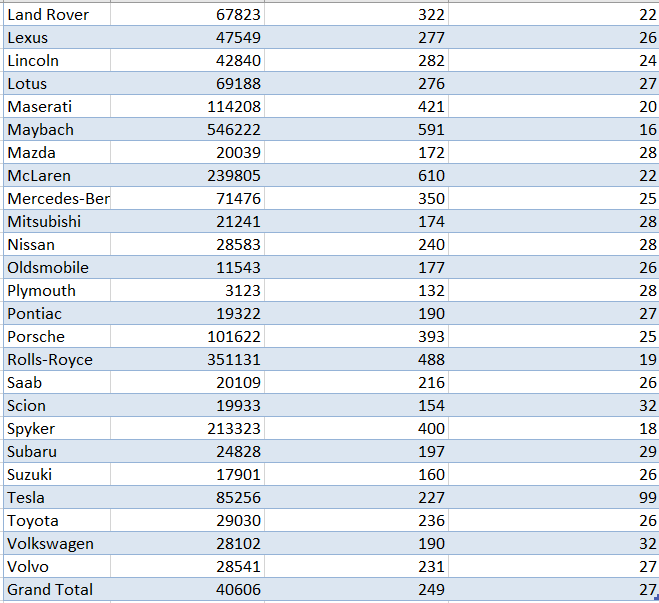 Land Rover 67823 322 22
Lexus 47549 277 26
Lincoln 42840 282 24
Lotus 69188 276 27
Maserati 114208 421 20
Maybach 546222 591 16
Mazda 20039 172 28
McLaren 239805 610 22
Mercedes-Ber 71476 350 25
Mitsubishi 21241 174 28
Nissan 28583 240 28
Oldsmobile 11543 177 26
Plymouth 3123 132 28
Pontiac 19322 190 27
Porsche 101622 393 25
Rolls-Royce 351131 488 19
Saab 20109 216 26
Scion 19933 154 32
Spyker 213323 400 18
Subaru 24828 197 29
Suzuki 17901 160 26
Tesla 85256 227 99
Toyota 29030 236 26
Volkswagen 28102 190 32
Volvo 28541 231 27
Grand Total 40606 249 27